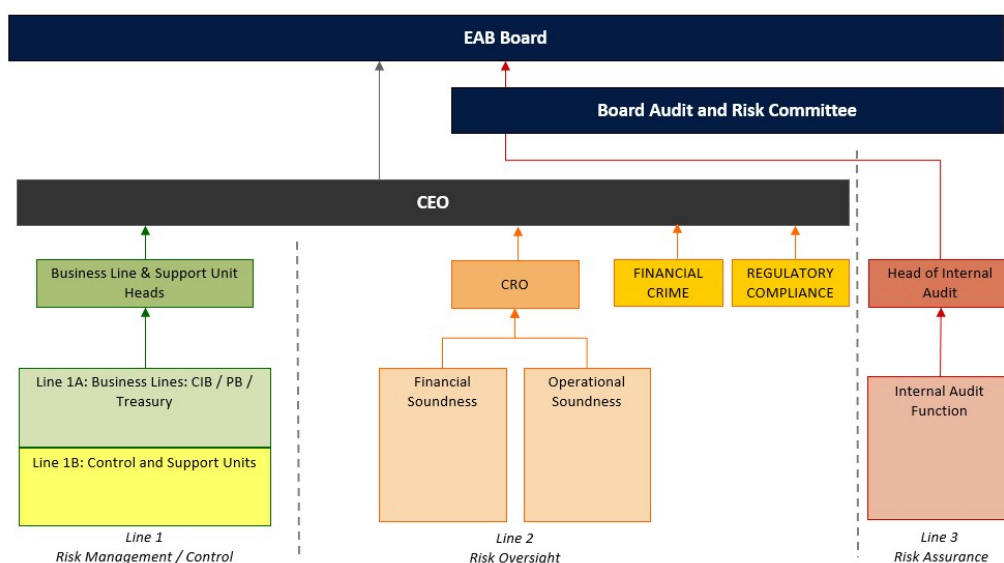 EAB Board
Board Audit and Risk Committee
CEO
Business Line & Support Unit
Heads
CRO
FINANCIAL
CRIME
REGULATORY
COMPLIANCE
Head of Internal
Audit
Line 1A: Business Lines: CIB / PB /
Treasury
Line 1B: Control and Support Units
Financial
Soundness
Operational
Soundness
Internal Audit
Function
Line 1
Risk Management / Control
Line 2
Risk Oversight
Line 3
Risk Assurance